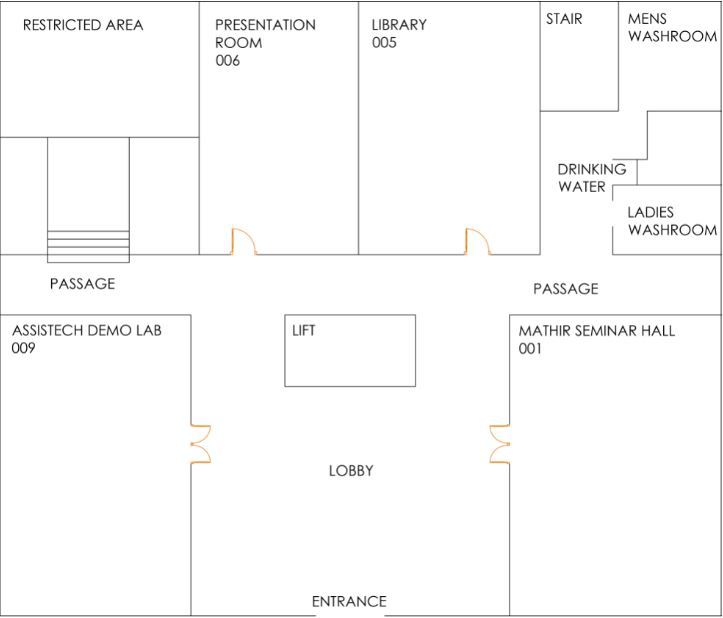 RESTRICTED AREA
PRESENTATION
ROOM
006
LIBRARY
005
STAIR
MENS
WASHROOM
DRINKING
WATER
LADIES
WASHROOM
PASSAGE
PASSAGE
ASSISTECH DEMO LAB
009
LIFT
MATHIR SEMINAR HALL
001
LOBBY
ENTRANCE